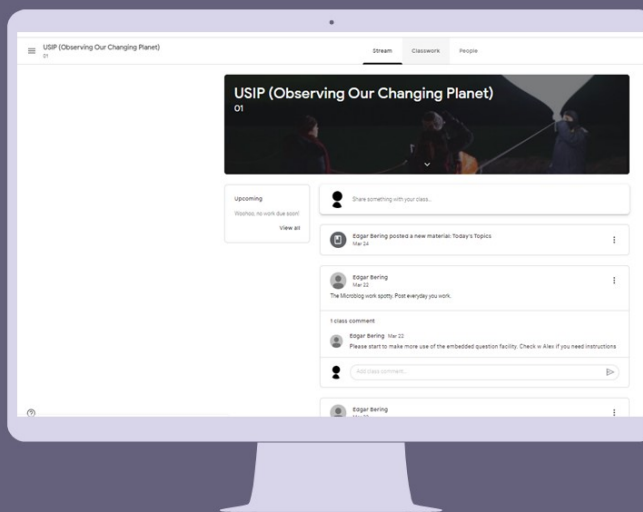 USIP (Observing Our Changing Planet)
01
Stream
Classwork
People
USIP (Observing Our Changing Planet)
01
Upcoming
Woohoo, no work due soon!
View all
Share something with your class...
Edgar Bering posted a new material: Today's Topics
Mar 24
Edgar Bering
Mar 22
The Microblog work spotty. Post everyday you work.
1 class comment
Edgar Bering Mar 22
Please start to make more use of the embedded question facility. Check w Alex if you need instructions
Add class comment...
Edgar Bering